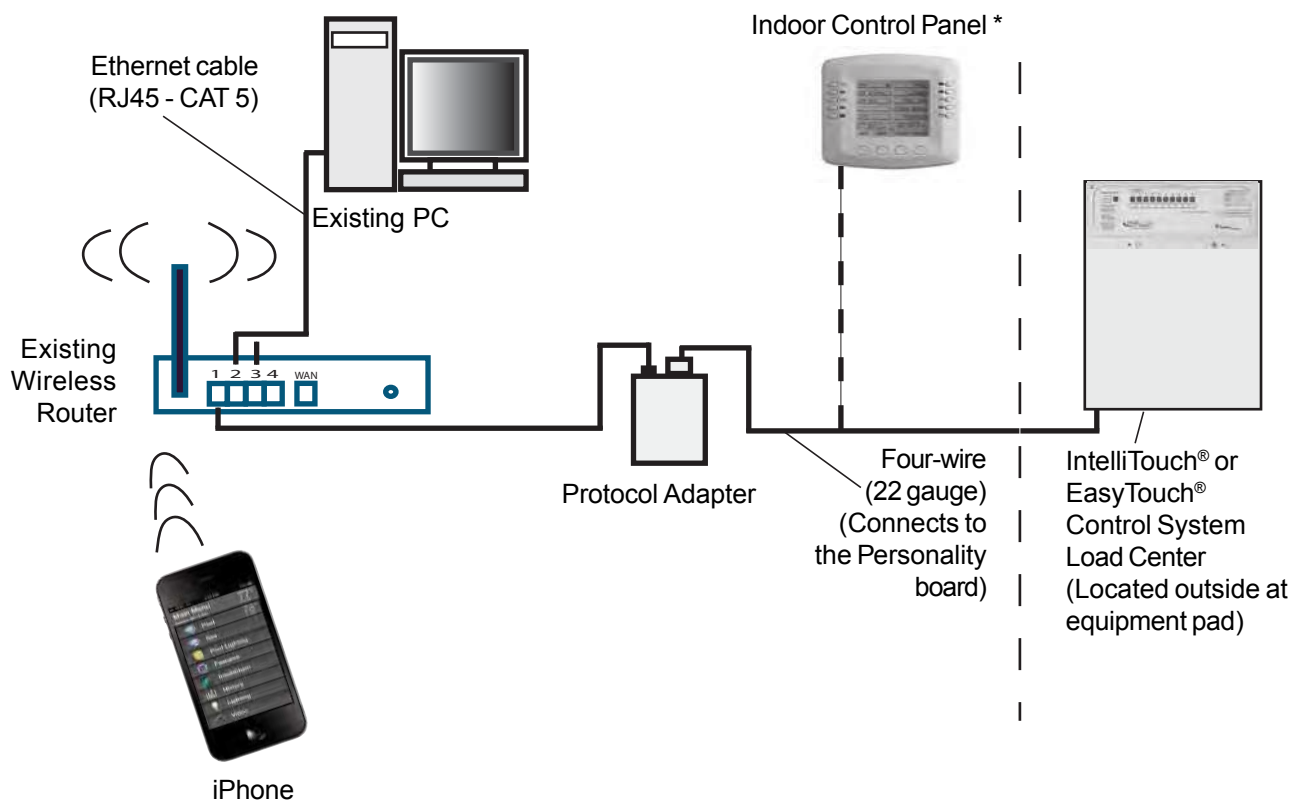 Indoor Control Panel *
Ethernet cable
(RJ45 - CAT 5)
Existing PC
Existing
Wireless
Router
1 2 3 4 WAN
Protocol Adapter
Four-wire
(22 gauge)
(Connects to
the Personality
board)
IntelliTouch® or
EasyTouch®
Control System
Load Center
(Located outside at
equipment pad)
Main Menu
Pool
Spa
Pool Lighting
Features
Intellichlor
History
Lighting
iPhone